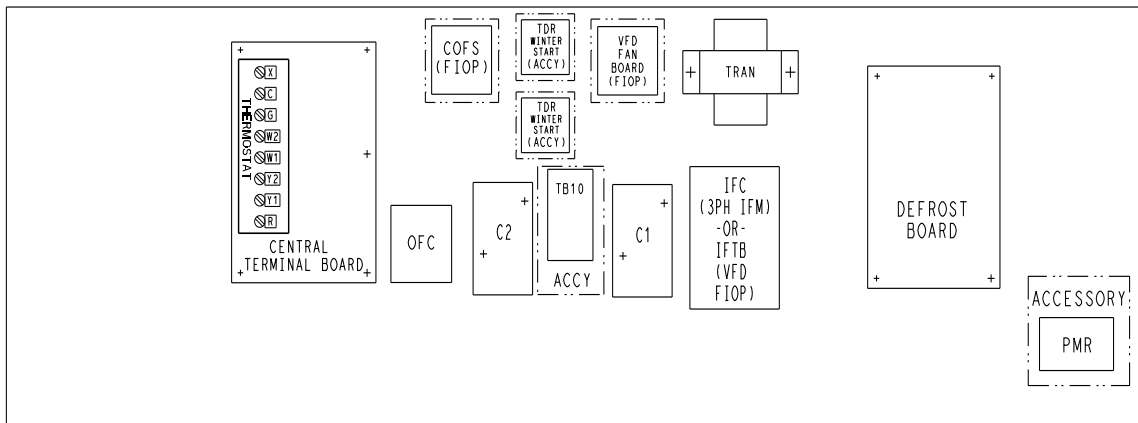 X
C
G
W2
W1
Y2
Y1
R
THERMOSTAT
CENTRAL
TERMINAL BOARD
OFC
COFS
(FIOP)
TDR
WINTER
START
(ACCY)
TDR
WINTER
START
(ACCY)
VFD
FAN
BOARD
(FIOP)
TRAN
C2
TB10
ACCY
C1
IFC
(3PH IFM)
-OR-
IFTB
(VFD
FIOP)
DEFROST
BOARD
ACCESSORY
PMR